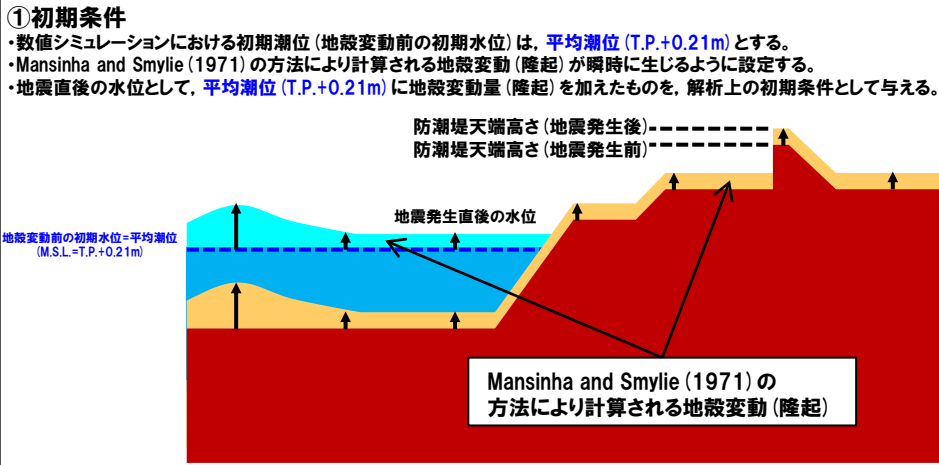 ①初期条件
・数値シミュレーションにおける初期潮位(地殻変動前の初期水位)は，平均潮位(T.P.+0.21m)とする。
・Mansinha and Smylie(1971)の方法により計算される地殻変動(隆起)が瞬時に生じるように設定する。
・地震直後の水位として，平均潮位(T.P.+0.21m)に地殻変動量(隆起)を加えたものを，解析上の初期条件として与える。
防潮堤天端高さ(地震発生後)
防潮堤天端高さ(地震発生前)
地震発生直後の水位
地殻変動前の初期水位=平均潮位
(M.S.L.=T.P.+0.21m)
Mansinha and Smylie(1971)の
方法により計算される地殻変動(隆起)